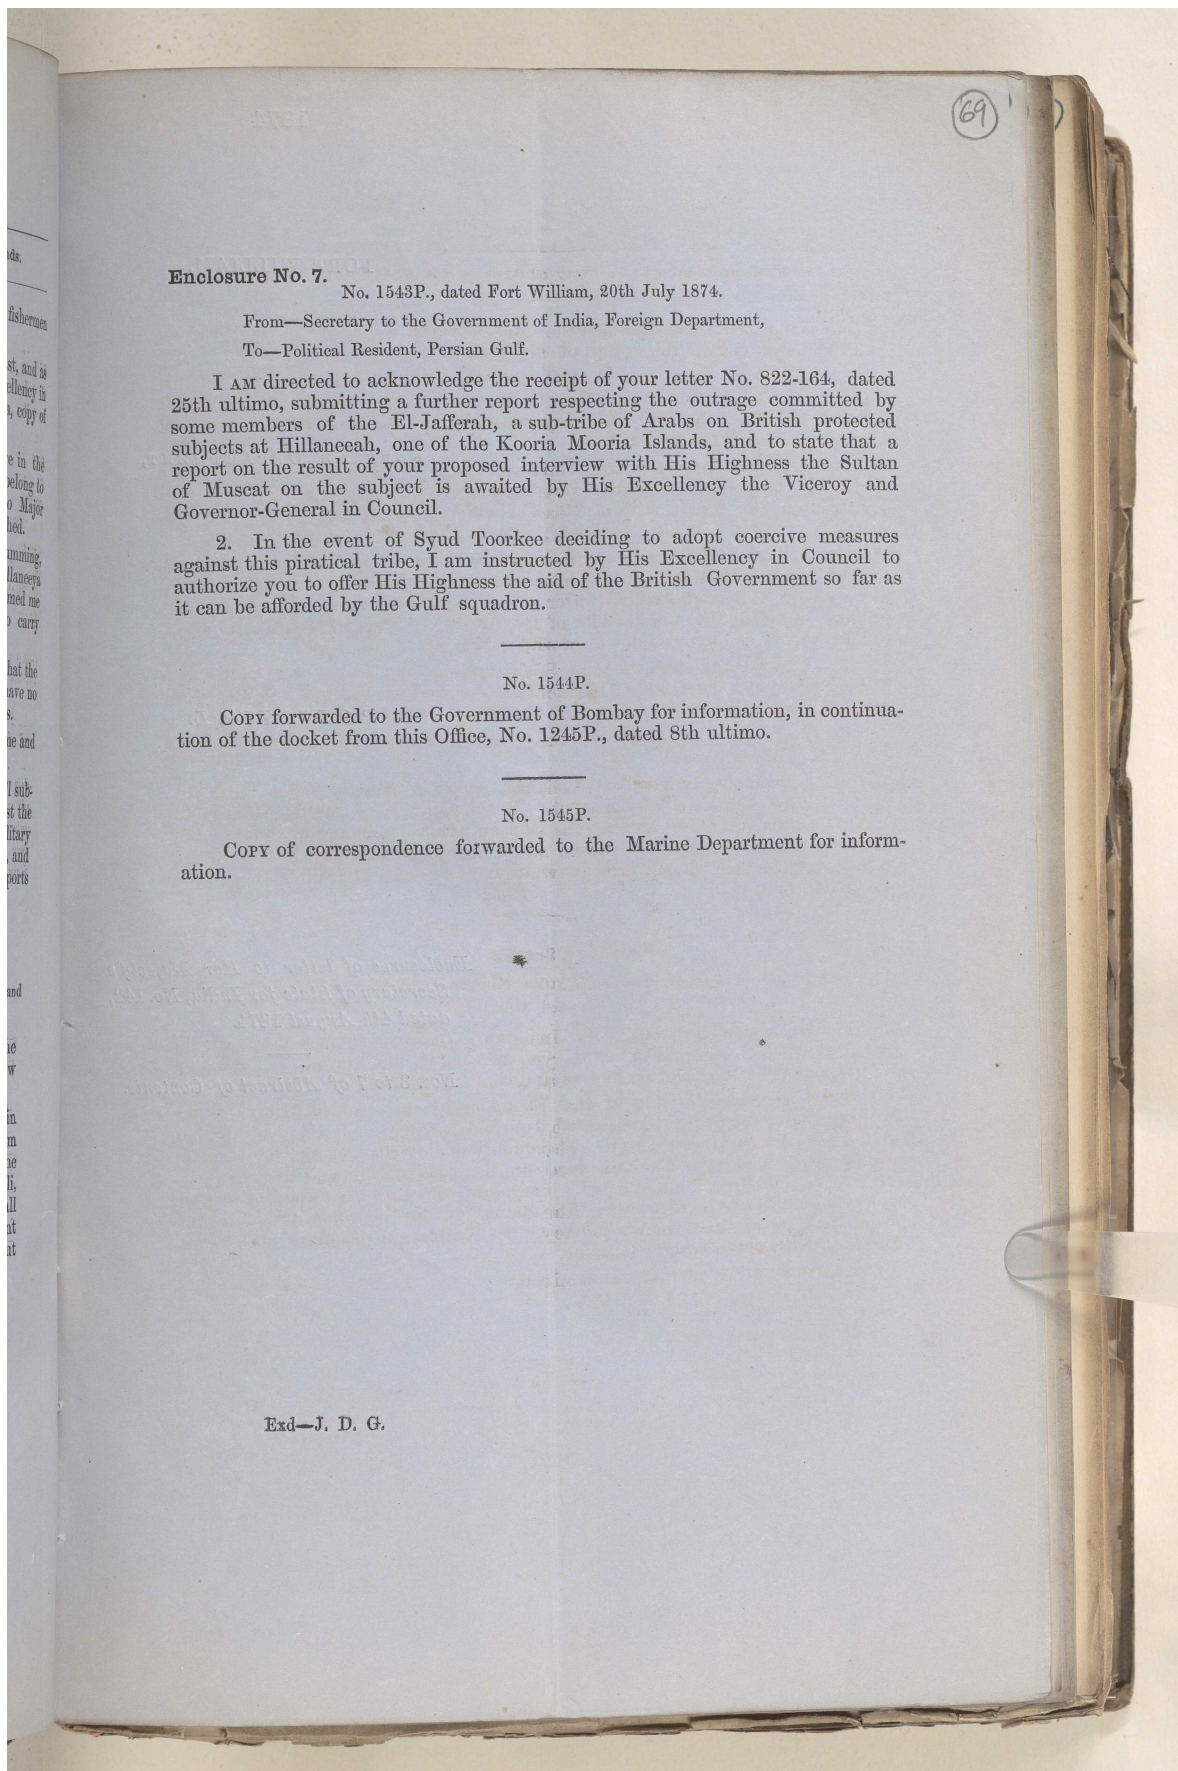 69
Enclosure No. 7.
No. 1543P., dated Fort William, 20th July 1874.
From—Secretary to the Government of India, Foreign Department,
To—Political Resident, Persian Gulf.
I AM directed to acknowledge the receipt of your letter No. 822-164, dated
25th ultimo, submitting a further report respecting the outrage committed by
some members of the El-Jafferah, a sub-tribe of Arabs on British protected
subjects at Hillaneeah, one of the Kooria Mooria Islands, and to state that a
report on the result of your proposed interview with His Highness the Sultan
of Muscat on the subject is awaited by His Excellency the Viceroy and
Governor-General in Council.
2. In the event of Syud Toorkee deciding to adopt coercive measures
against this piratical tribe, I am instructed by His Excellency in Council to
authorize you to offer His Highness the aid of the British Government so far as
it can be afforded by the Gulf squadron.
No. 1544P.
COPY forwarded to the Government of Bombay for information, in continua-
tion of the docket from this Office, No. 1245P., dated 8th ultimo.
No. 1545P.
COPY of correspondence forwarded to the Marine Department for inform-
ation.
Exd—J. D. G.